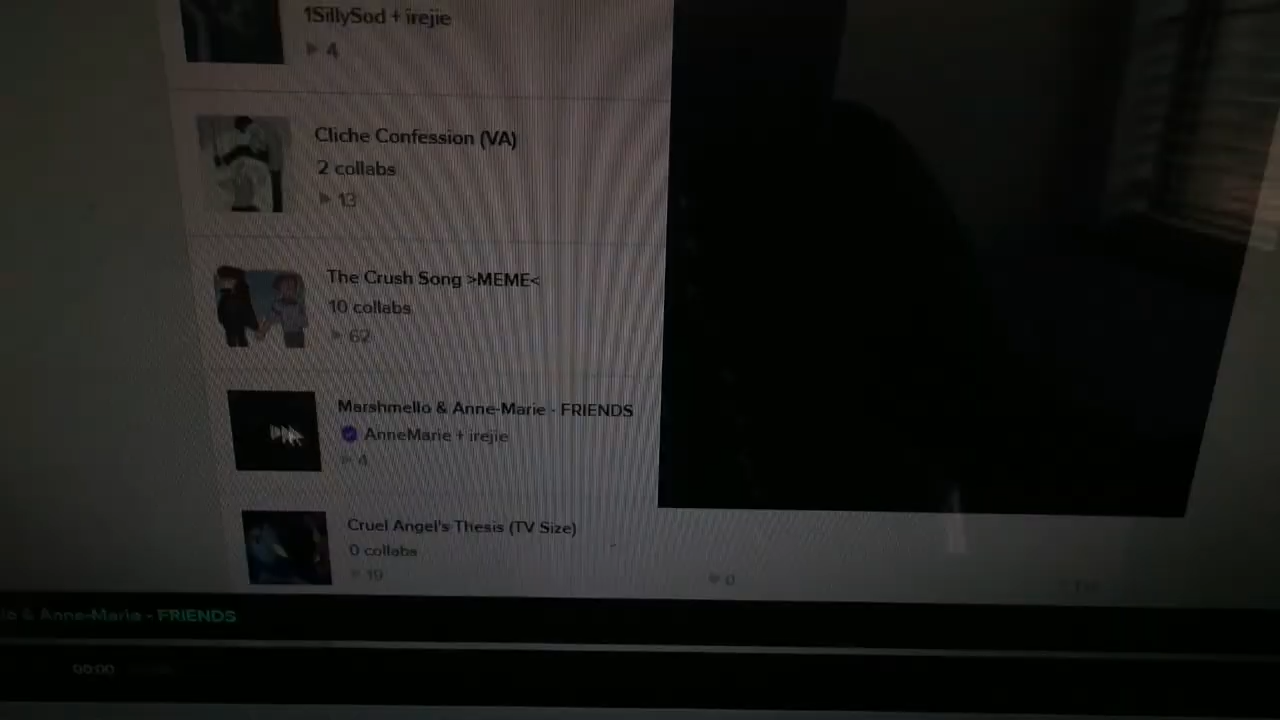 1SillySod + irejie
4
Cliche Confession (VA)
2 collabs
13
The Crush Song >MEME<
10 collabs
62
Marshmello & Anne-Marie - FRIENDS
AnneMarie + irejie
4
Cruel Angel's Thesis (TV Size)
0 collabs
19
0
lo & Anne-Marie - FRIENDS
00:00